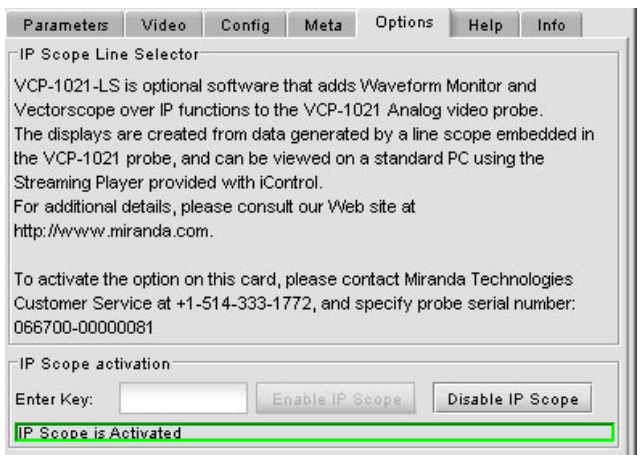 Parameters Video Config Meta Options Help Info
IP Scope Line Selector
VCP-1021-LS is optional software that adds Waveform Monitor and
Vectorscope over IP functions to the VCP-1021 Analog video probe.
The displays are created from data generated by a line scope embedded in
the VCP-1021 probe, and can be viewed on a standard PC using the
Streaming Player provided with iControl.
For additional details, please consult our Web site at
http://www.miranda.com.
To activate the option on this card, please contact Miranda Technologies
Customer Service at +1-514-333-1772, and specify probe serial number:
066700-00000081
IP Scope activation
Enter Key: Enable IP Scope Disable IP Scope
IP Scope is Activated